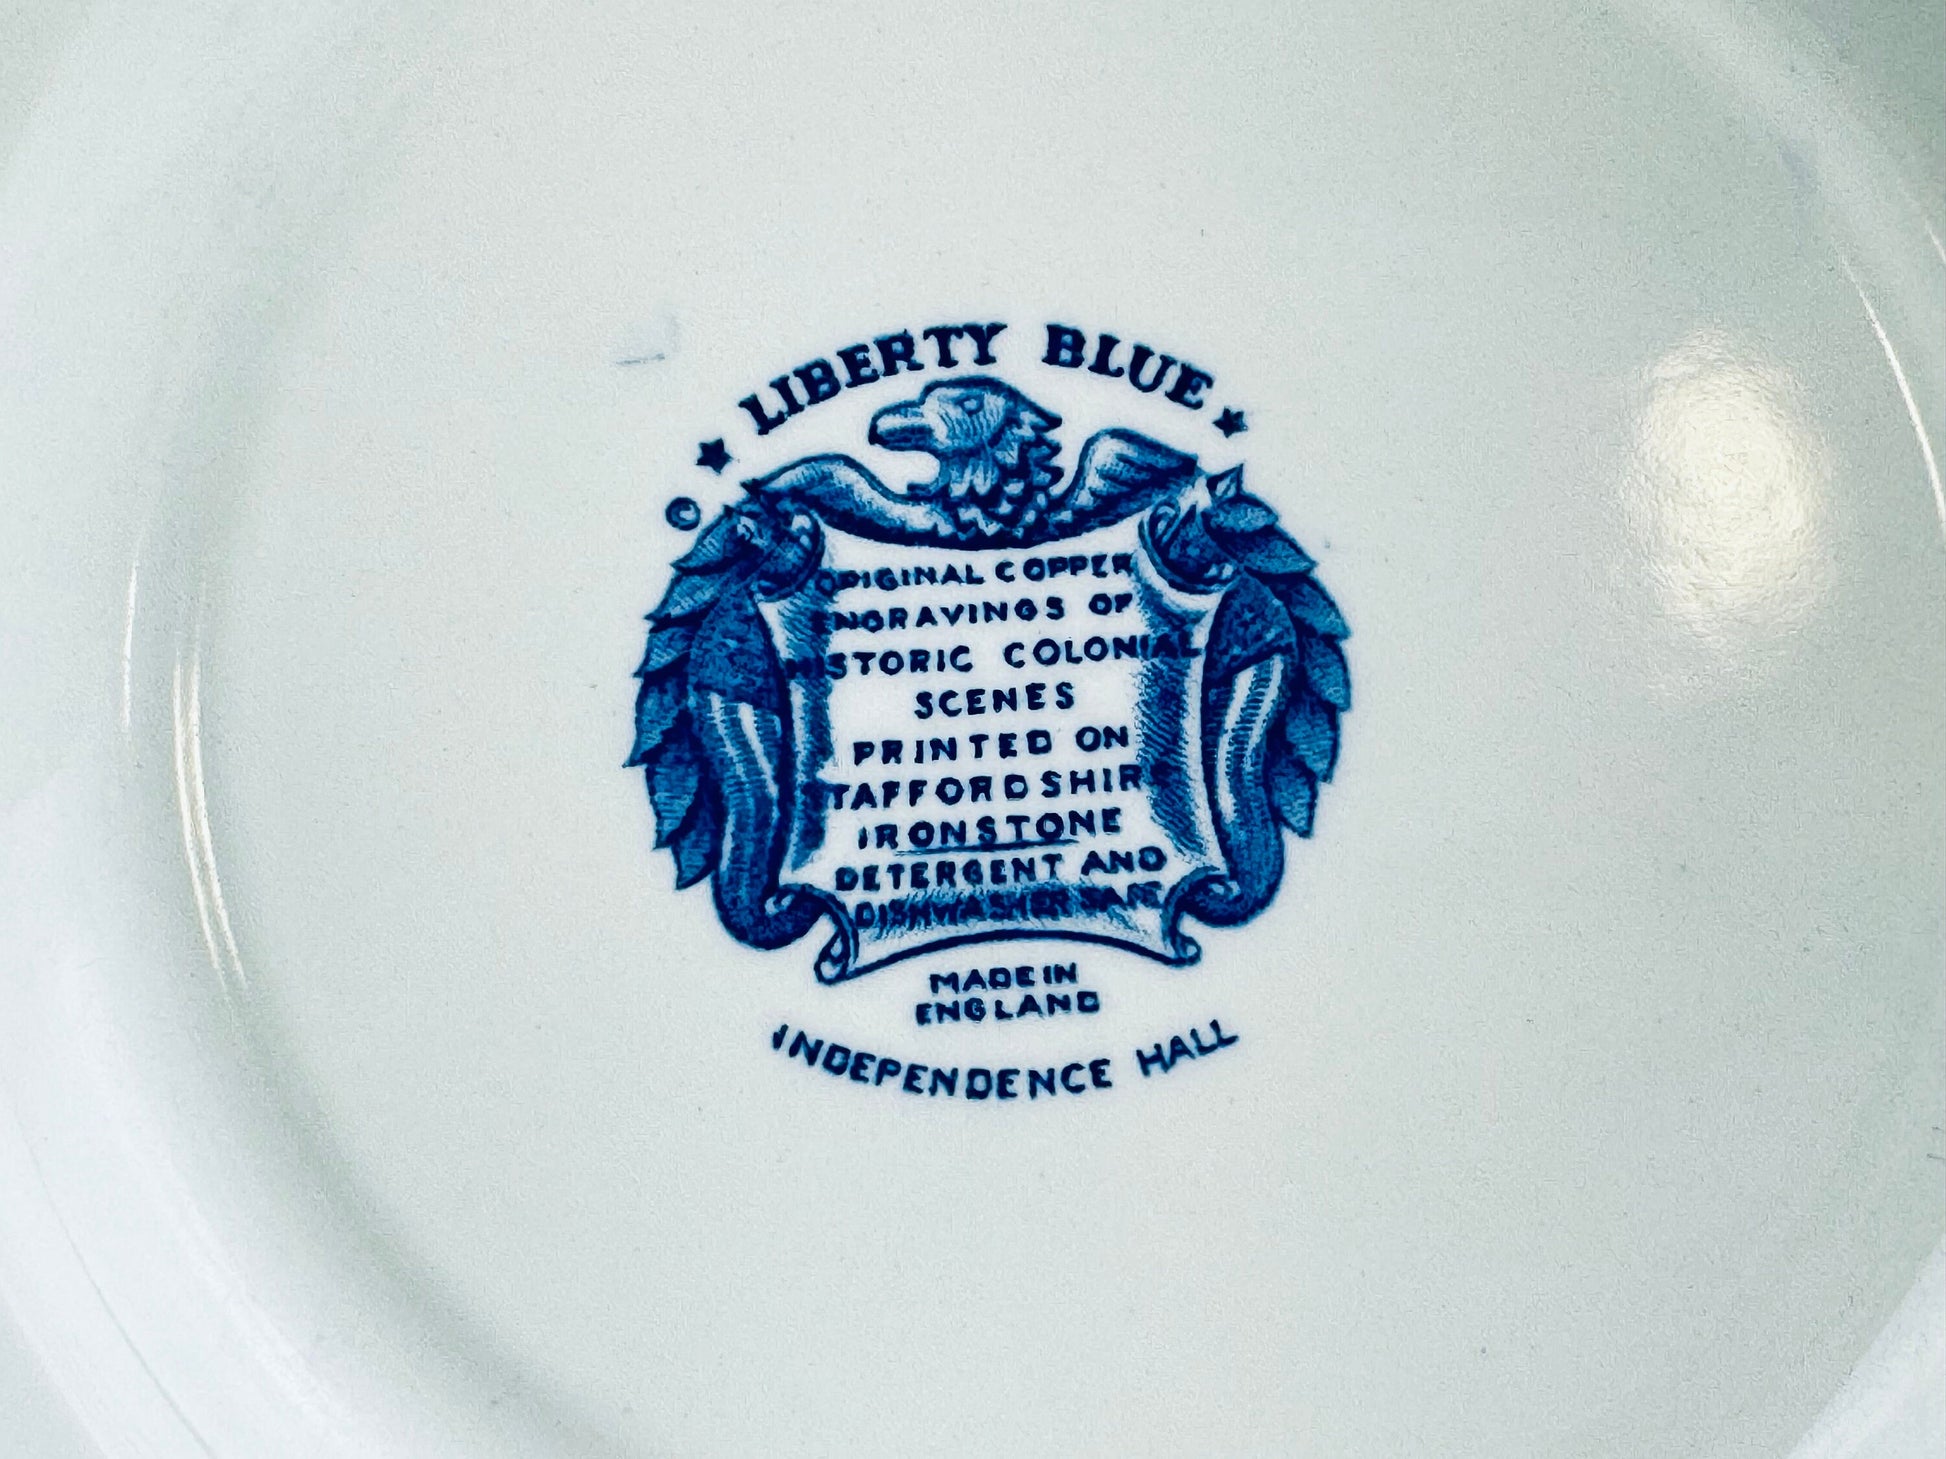 ★ LIBERTY BLUE ★
©
ORIGINAL COPPER
ENGRAVINGS OF
HISTORIC COLONIAL
SCENES
PRINTED ON
STAFFORDSHIRE
IRONSTONE
DETERGENT AND
DISHWASHER SAFE
MADE IN
ENGLAND
INDEPENDENCE HALL